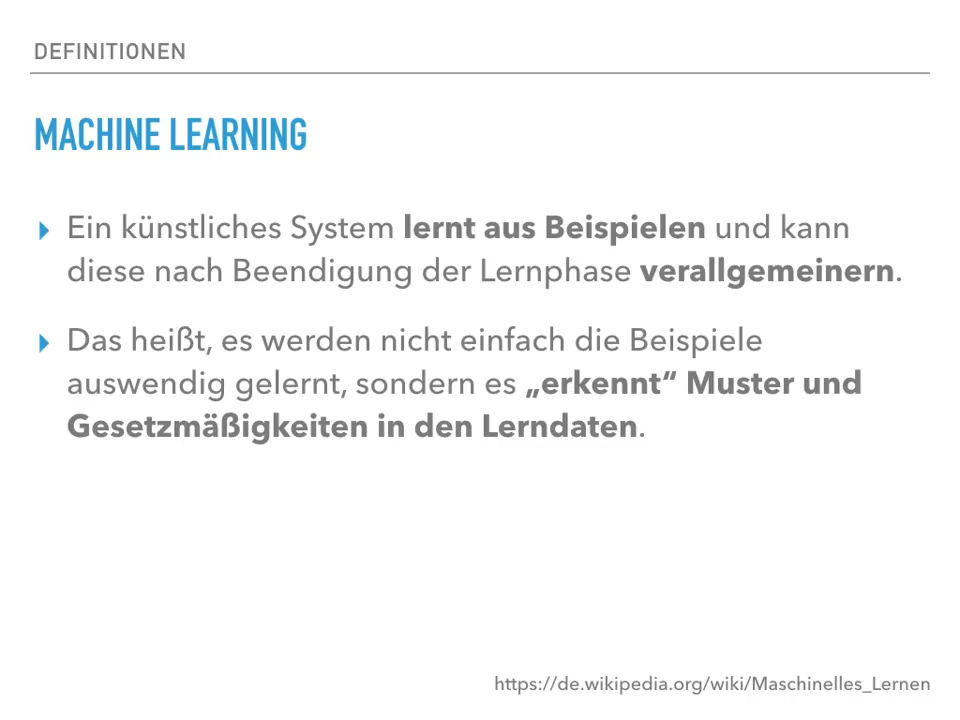 DEFINITIONEN
MACHINE LEARNING
▸ Ein künstliches System lernt aus Beispielen und kann
diese nach Beendigung der Lernphase verallgemeinern.
▸ Das heißt, es werden nicht einfach die Beispiele
auswendig gelernt, sondern es „erkennt“ Muster und
Gesetzmäßigkeiten in den Lerndaten.
https://de.wikipedia.org/wiki/Maschinelles_Lernen